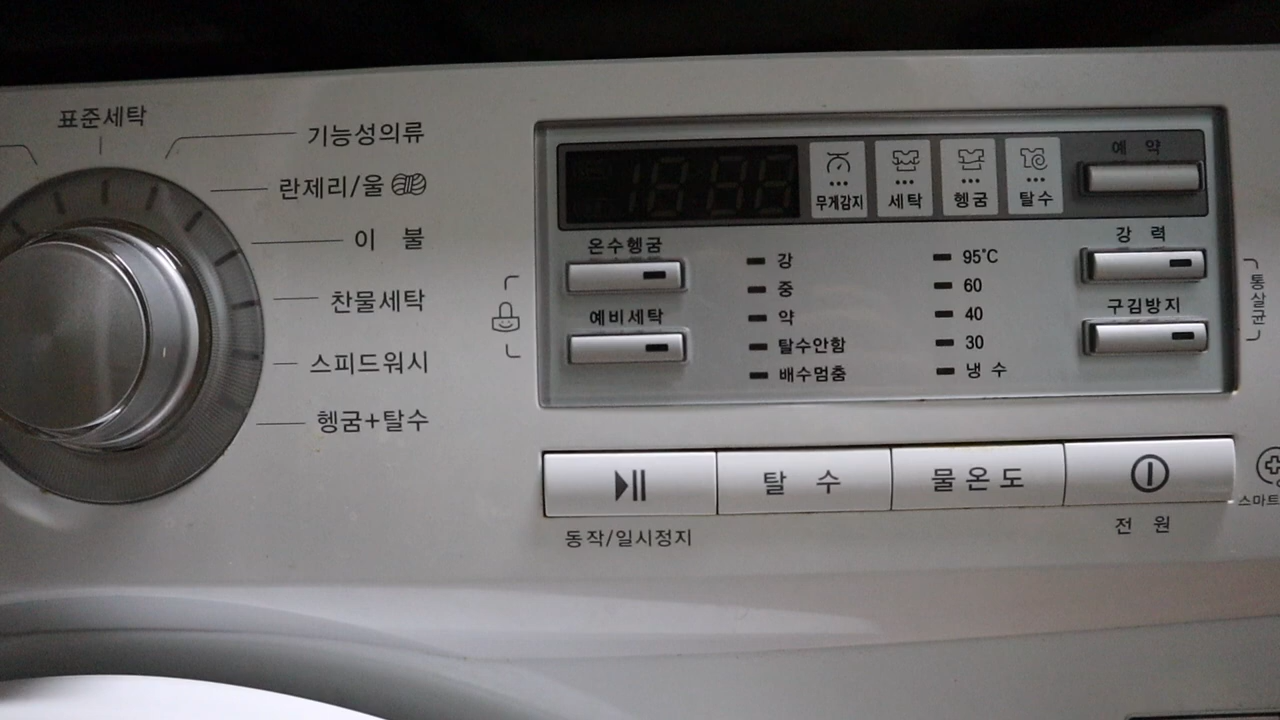 표준세탁
기능성의류
란제리/울
이 불
찬물세탁
스피드워시
헹굼+탈수
18:88
무게감지
세탁
헹굼
탈수
예 약
온수헹굼
예비세탁
강
중
약
탈수안함
배수멈춤
95°C
60
40
30
냉 수
강 력
구김방지
통살균
탈 수
물온도
동작/일시정지
전 원
스마트